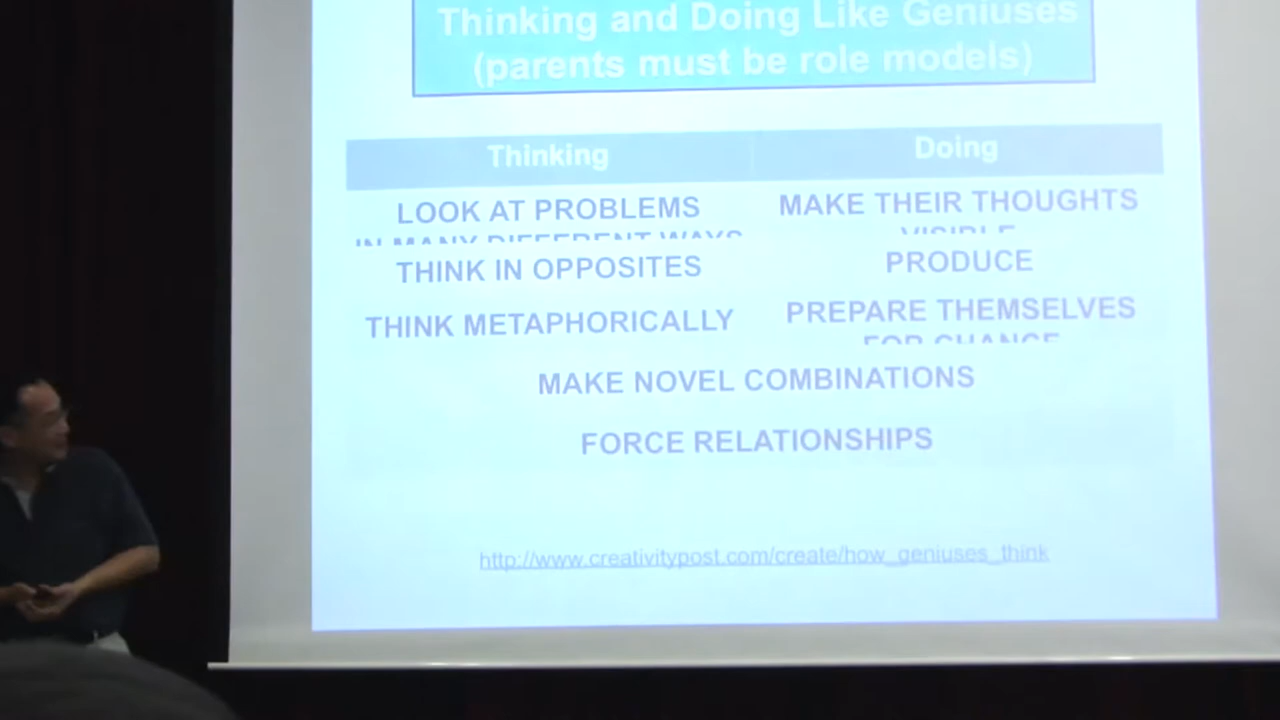 Thinking and Doing Like Geniuses
(parents must be role models)
Thinking Doing
LOOK AT PROBLEMS
IN MANY DIFFERENT WAYS
MAKE THEIR THOUGHTS
VISIBLE
THINK IN OPPOSITES
PRODUCE
THINK METAPHORICALLY
PREPARE THEMSELVES
FOR CHANGE
MAKE NOVEL COMBINATIONS
FORCE RELATIONSHIPS
http://www.creativitypost.com/create/how_geniuses_think